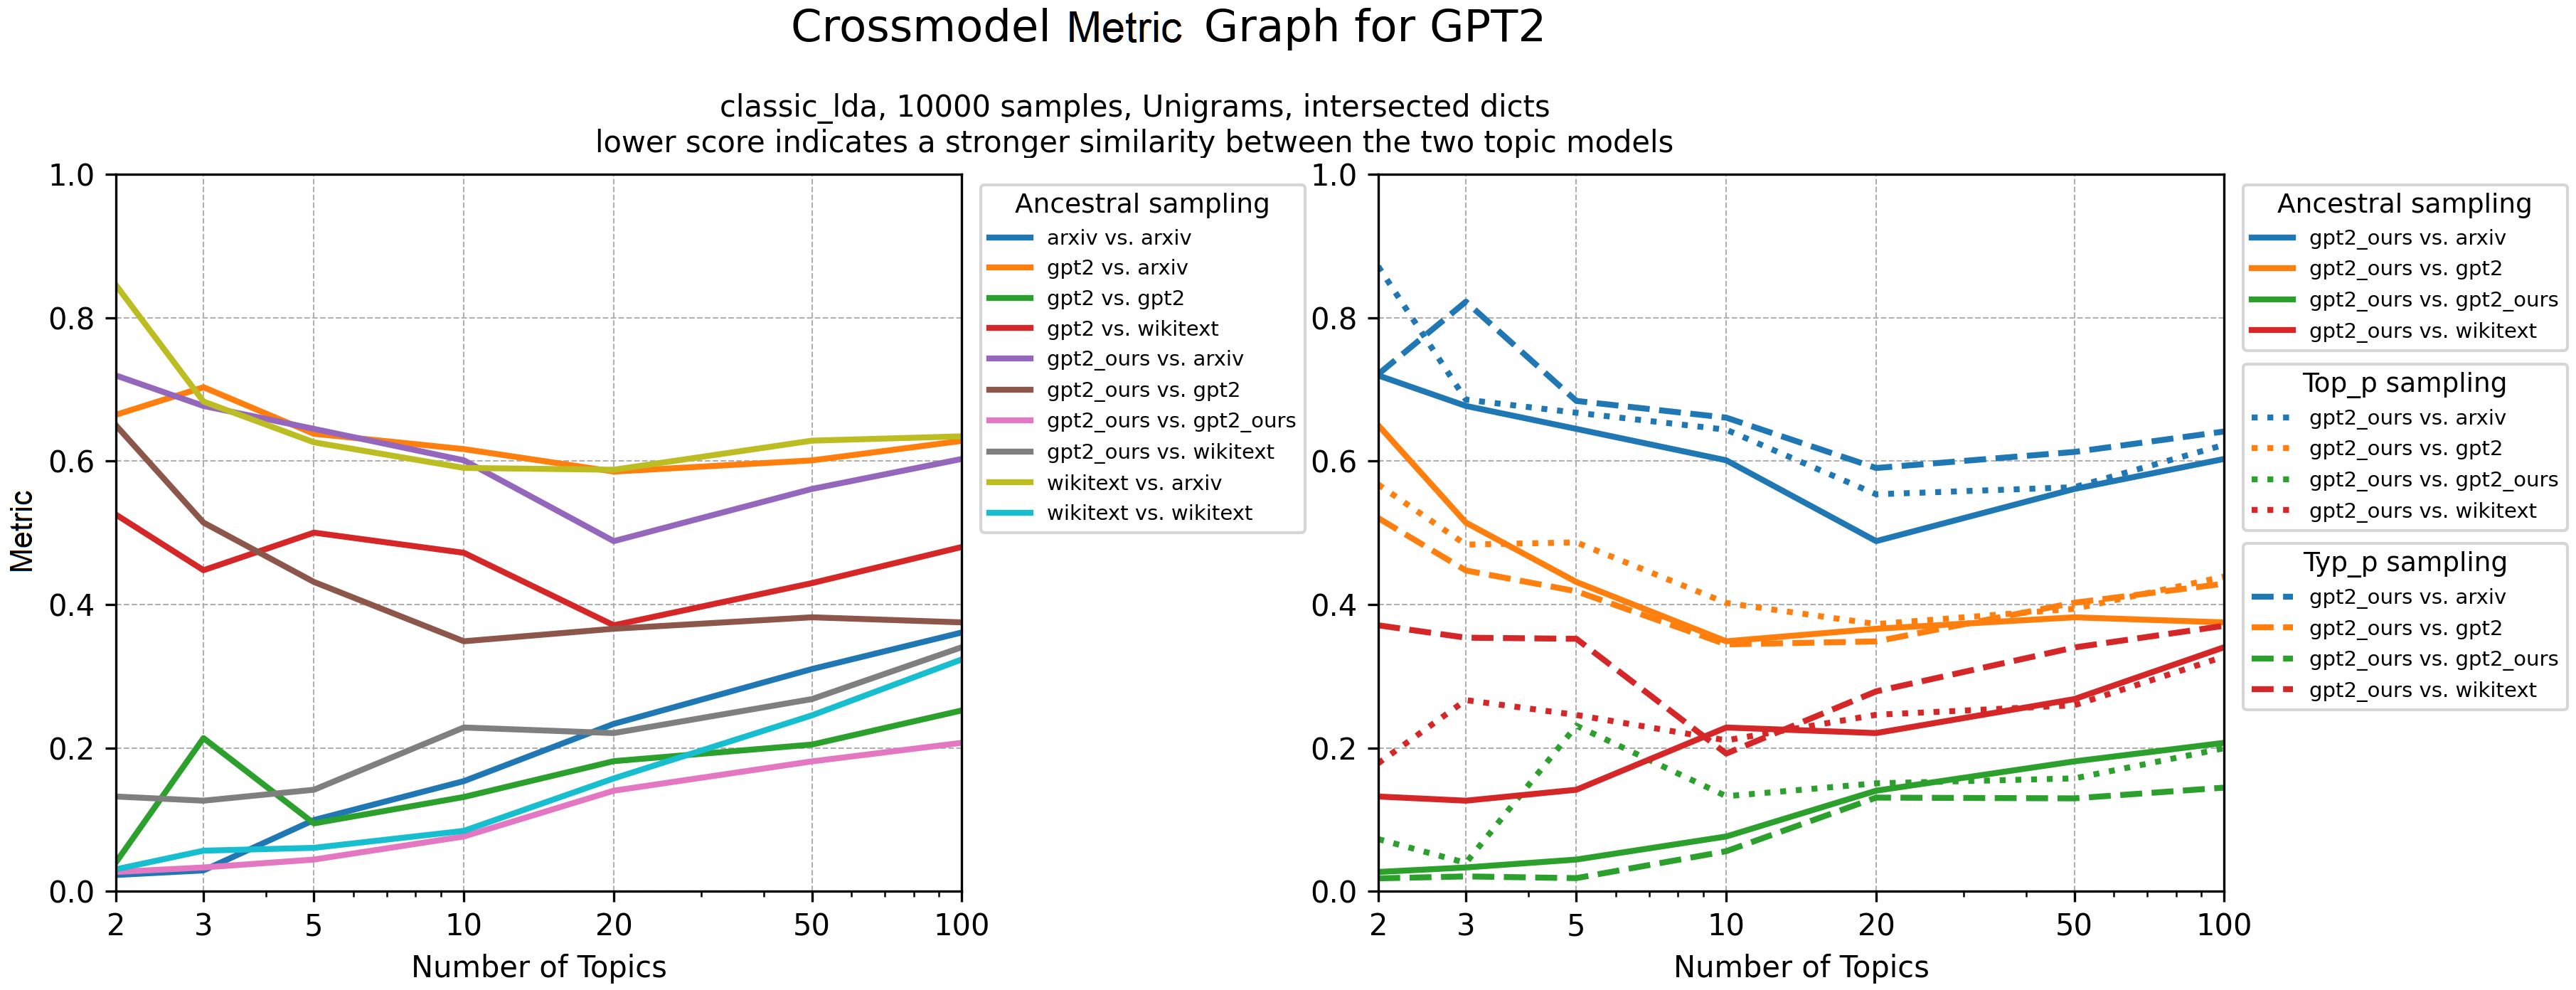 Crossmodel Metric Graph for GPT2
classic_lda, 10000 samples, Unigrams, intersected dicts
lower score indicates a stronger similarity between the two topic models
Metric
1.0
0.8
0.6
0.4
0.2
0.0
2 3 5 10 20 50 100
Number of Topics
Ancestral sampling
arxiv vs. arxiv
gpt2 vs. arxiv
gpt2 vs. gpt2
gpt2 vs. wikitext
gpt2_ours vs. arxiv
gpt2_ours vs. gpt2
gpt2_ours vs. gpt2_ours
gpt2_ours vs. wikitext
wikitext vs. arxiv
wikitext vs. wikitext
1.0
0.8
0.6
0.4
0.2
0.0
2 3 5 10 20 50 100
Number of Topics
Ancestral sampling
gpt2_ours vs. arxiv
gpt2_ours vs. gpt2
gpt2_ours vs. gpt2_ours
gpt2_ours vs. wikitext
Top_p sampling
gpt2_ours vs. arxiv
gpt2_ours vs. gpt2
gpt2_ours vs. gpt2_ours
gpt2_ours vs. wikitext
Typ_p sampling
gpt2_ours vs. arxiv
gpt2_ours vs. gpt2
gpt2_ours vs. gpt2_ours
gpt2_ours vs. wikitext